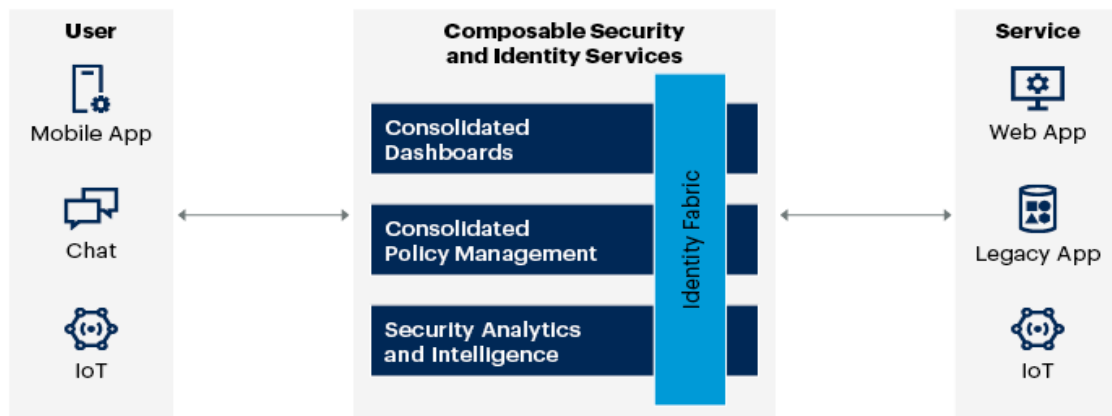 User
Mobile App
Chat
IoT
Composable Security
and Identity Services
Consolidated
Dashboards
Consolidated
Policy Management
Security Analytics
and Intelligence
Identity Fabric
Service
Web App
Legacy App
IoT